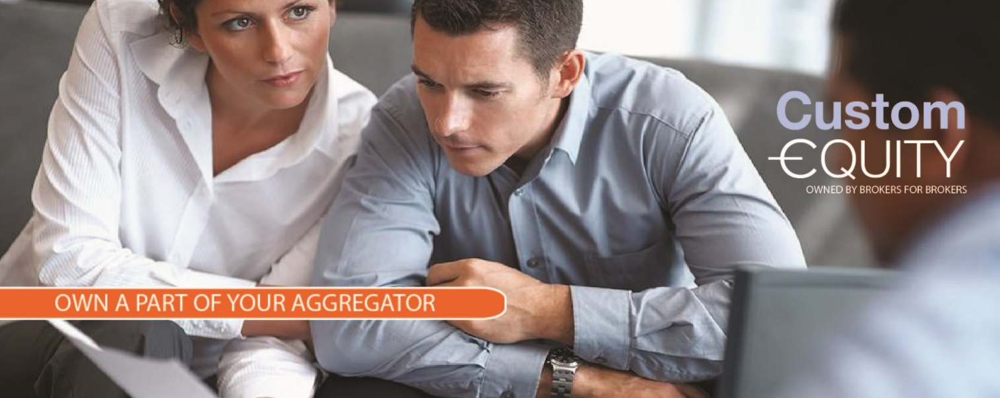 Custom
EQUITY
OWNED BY BROKERS FOR BROKERS
OWN A PART OF YOUR AGGREGATOR